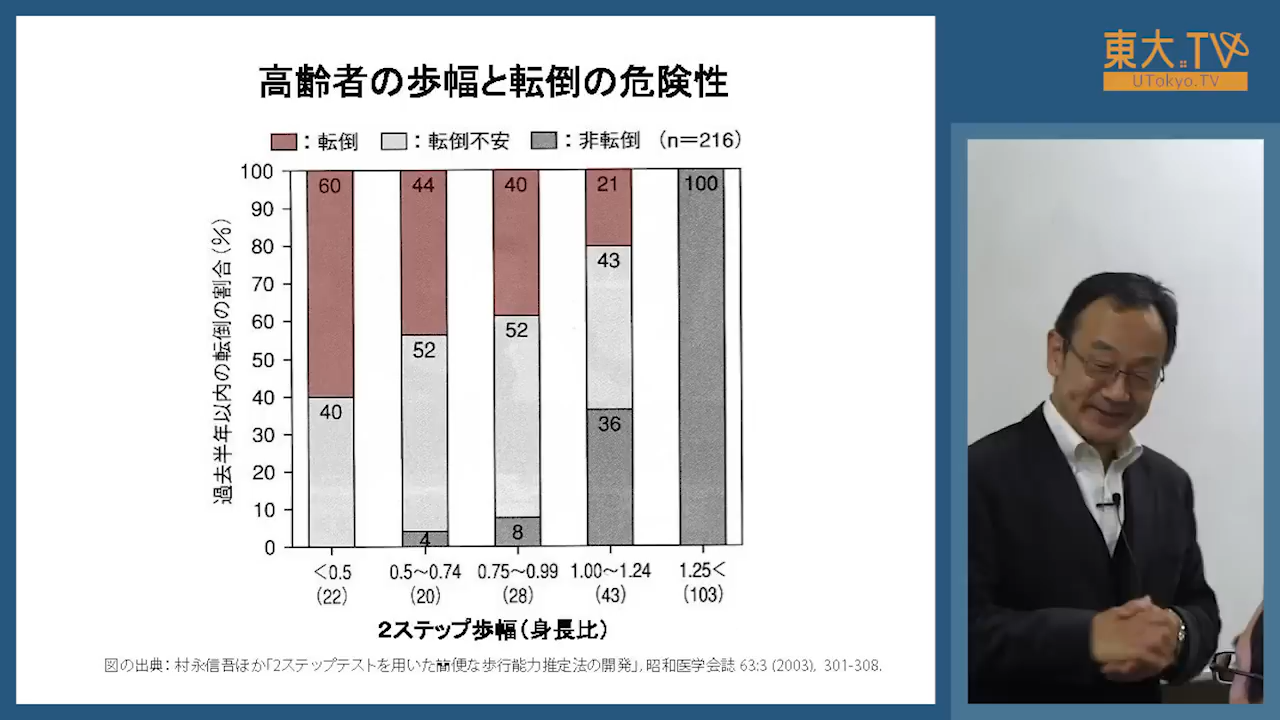 東大.TV
UTokyo.TV
高齢者の歩幅と転倒の危険性
：転倒 ：転倒不安 ：非転倒 （n＝216）
過去半年以内の転倒の割合（%）
100
90
80
70
60
50
40
30
20
10
0
60
40
44
52
4
40
52
8
21
43
36
100
＜0.5 0.5～0.74 0.75～0.99 1.00～1.24 1.25＜
(22) (20) (28) (43) (103)
２ステップ歩幅（身長比）
図の出典：村永信吾ほか「2ステップテストを用いた簡便な歩行能力推定法の開発」, 昭和医学会誌 63:3 (2003), 301-308.